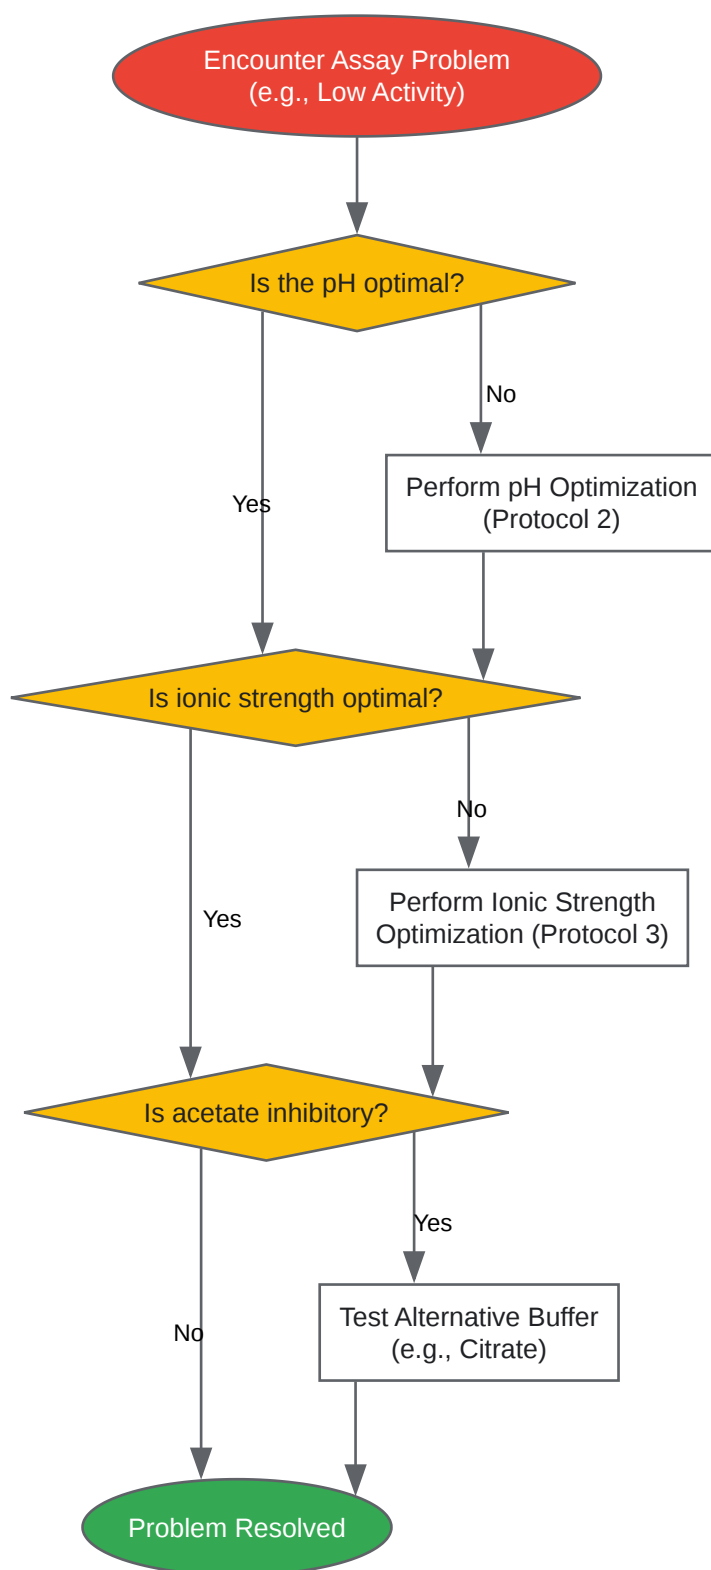 Encounter Assay Problem
(e.g., Low Activity)
Is the pH optimal?
No
Perform pH Optimization
(Protocol 2)
Yes
Is ionic strength optimal?
No
Perform Ionic Strength
Optimization (Protocol 3)
Yes
Is acetate inhibitory?
Yes
Test Alternative Buffer
(e.g., Citrate)
No
Problem Resolved